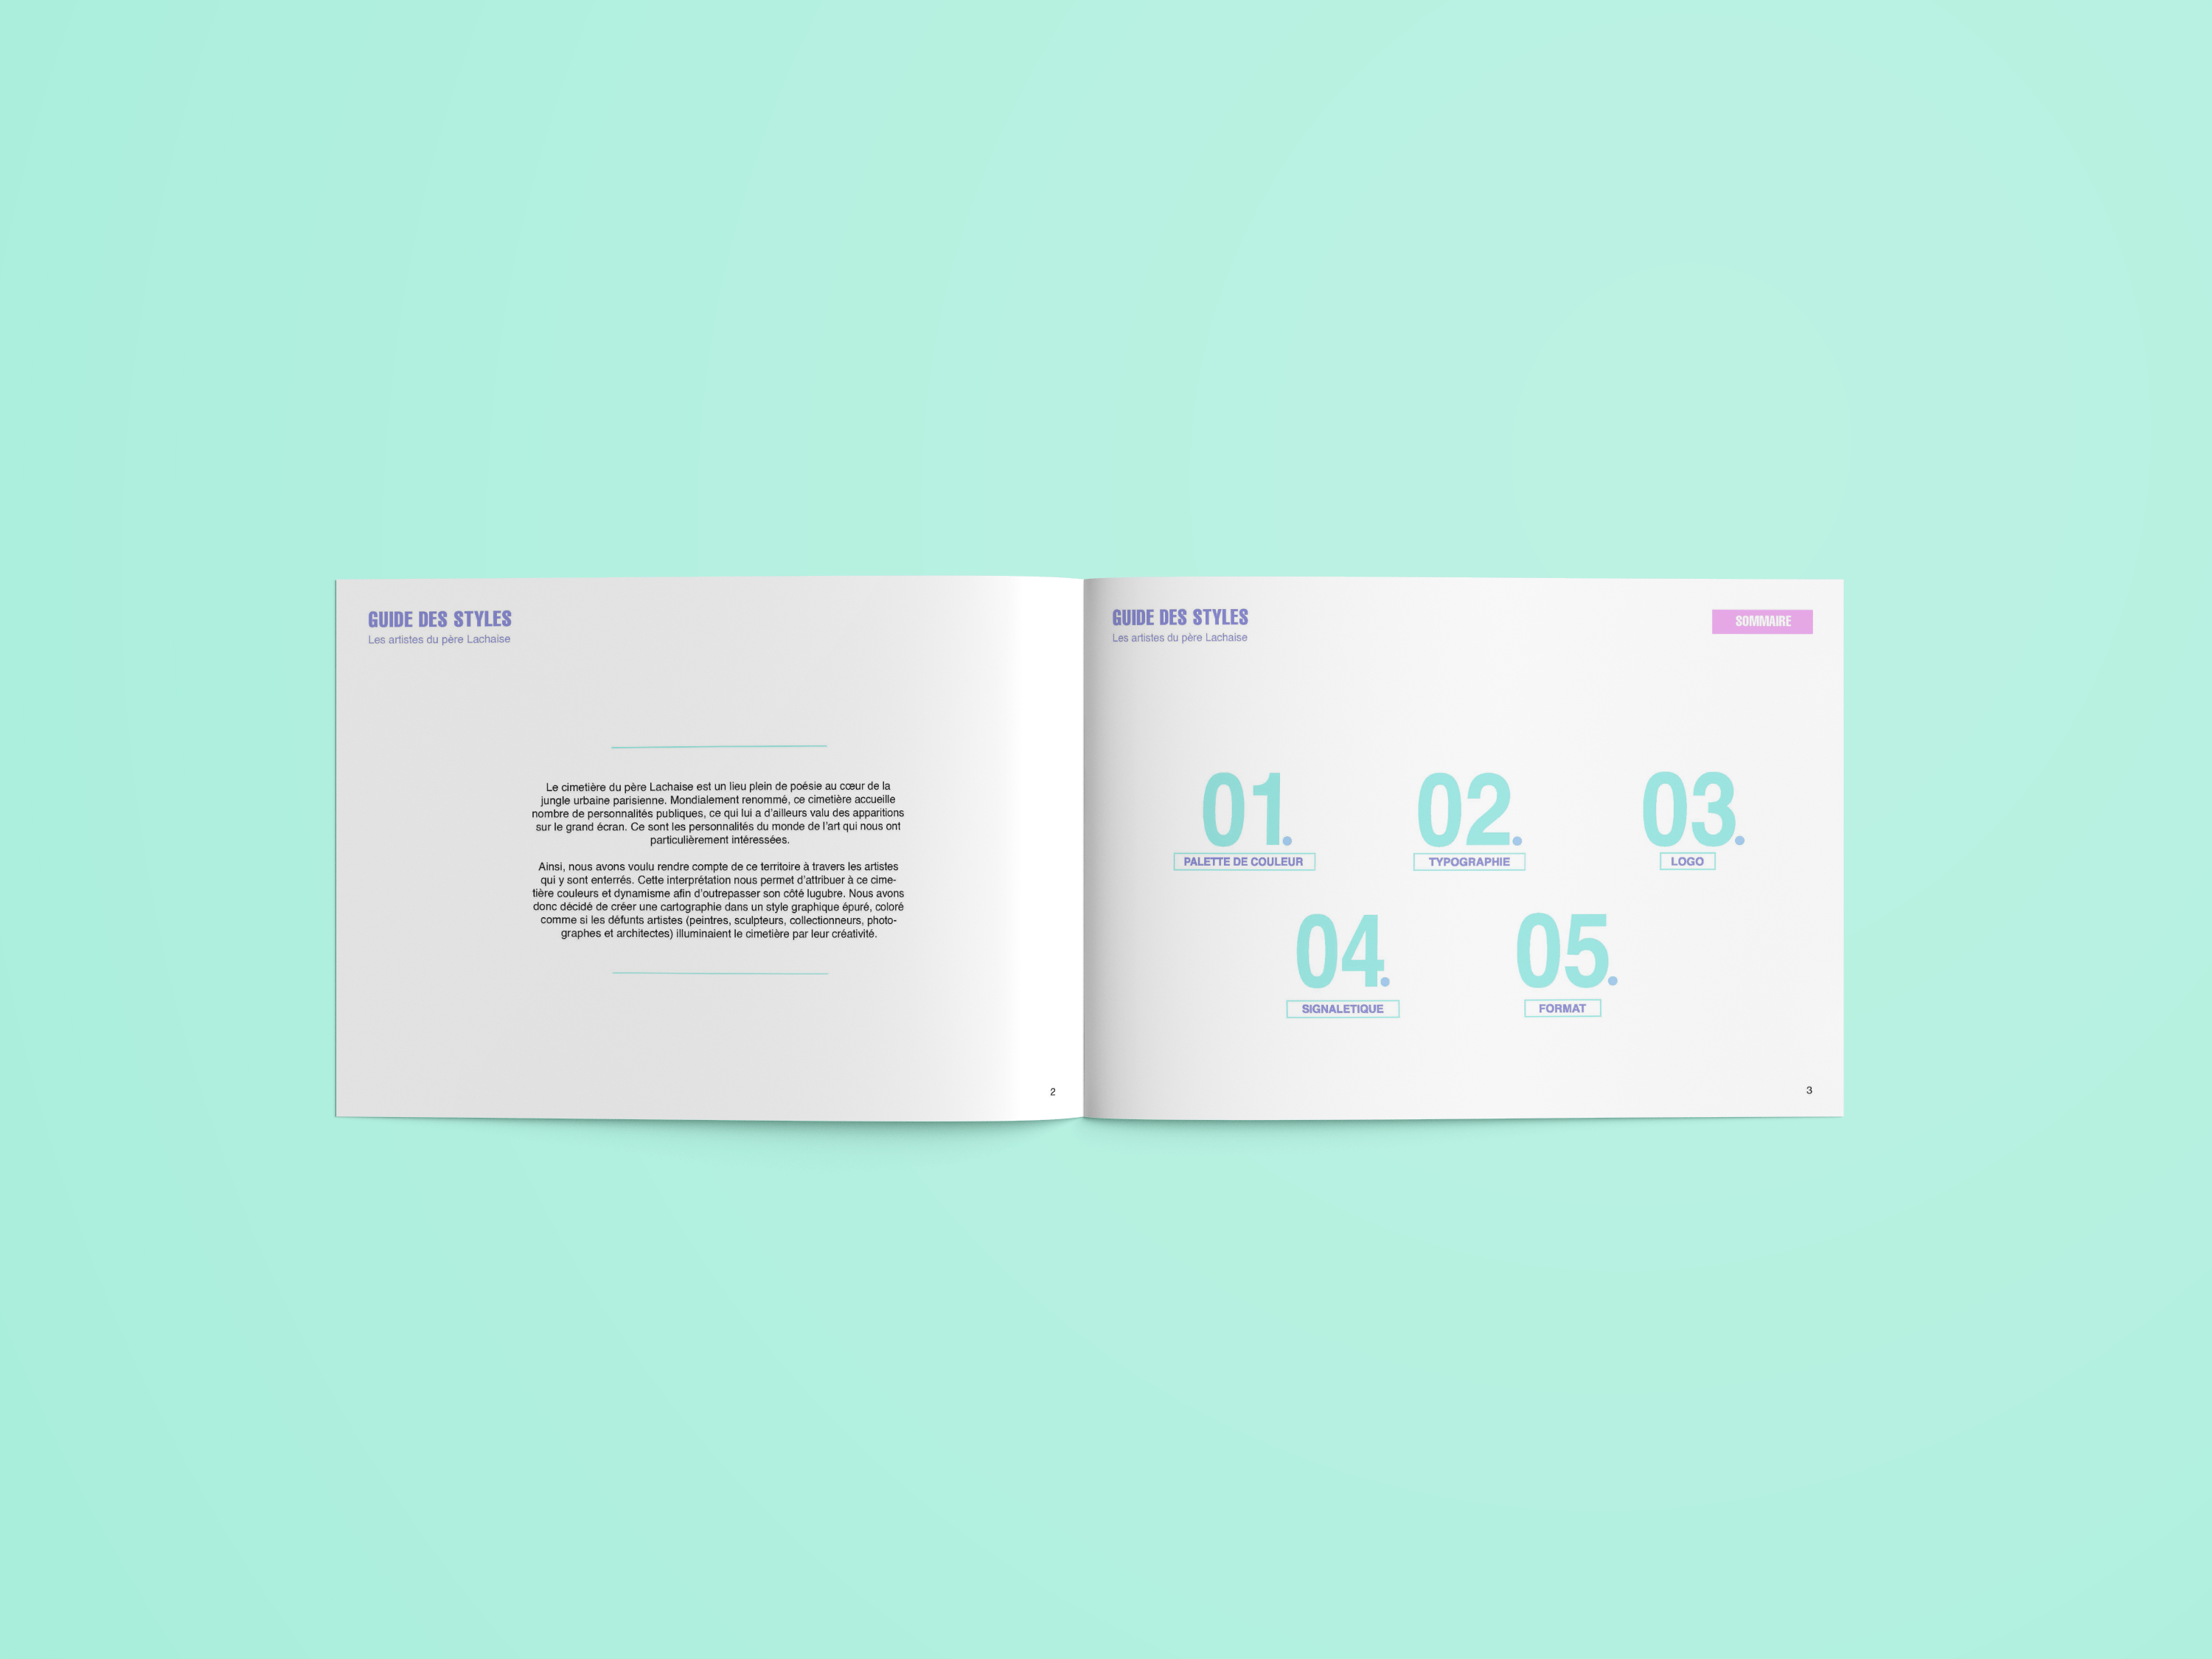 GUIDE DES STYLES
Les artistes du père Lachaise
Le cimetière du père Lachaise est un lieu plein de poésie au cœur de la
jungle urbaine parisienne. Mondialement renommé, ce cimetière accueille
nombre de personnalités publiques, ce qui lui a d'ailleurs valu des apparitions
sur le grand écran. Ce sont les personnalités du monde de l'art qui nous ont
particulièrement intéressées.
Ainsi, nous avons voulu rendre compte de ce territoire à travers les artistes
qui y sont enterrés. Cette interprétation nous permet d'attribuer à ce cime-
tière couleurs et dynamisme afin d'outrepasser son côté lugubre. Nous avons
donc décidé de créer une cartographie dans un style graphique épuré, coloré
comme si les défunts artistes (peintres, sculpteurs, collectionneurs, photo-
graphes et architectes) illuminaient le cimetière par leur créativité.
2
GUIDE DES STYLES
Les artistes du père Lachaise
SOMMAIRE
01.
PALETTE DE COULEUR
02.
TYPOGRAPHIE
03.
LOGO
04.
SIGNALETIQUE
05.
FORMAT
3